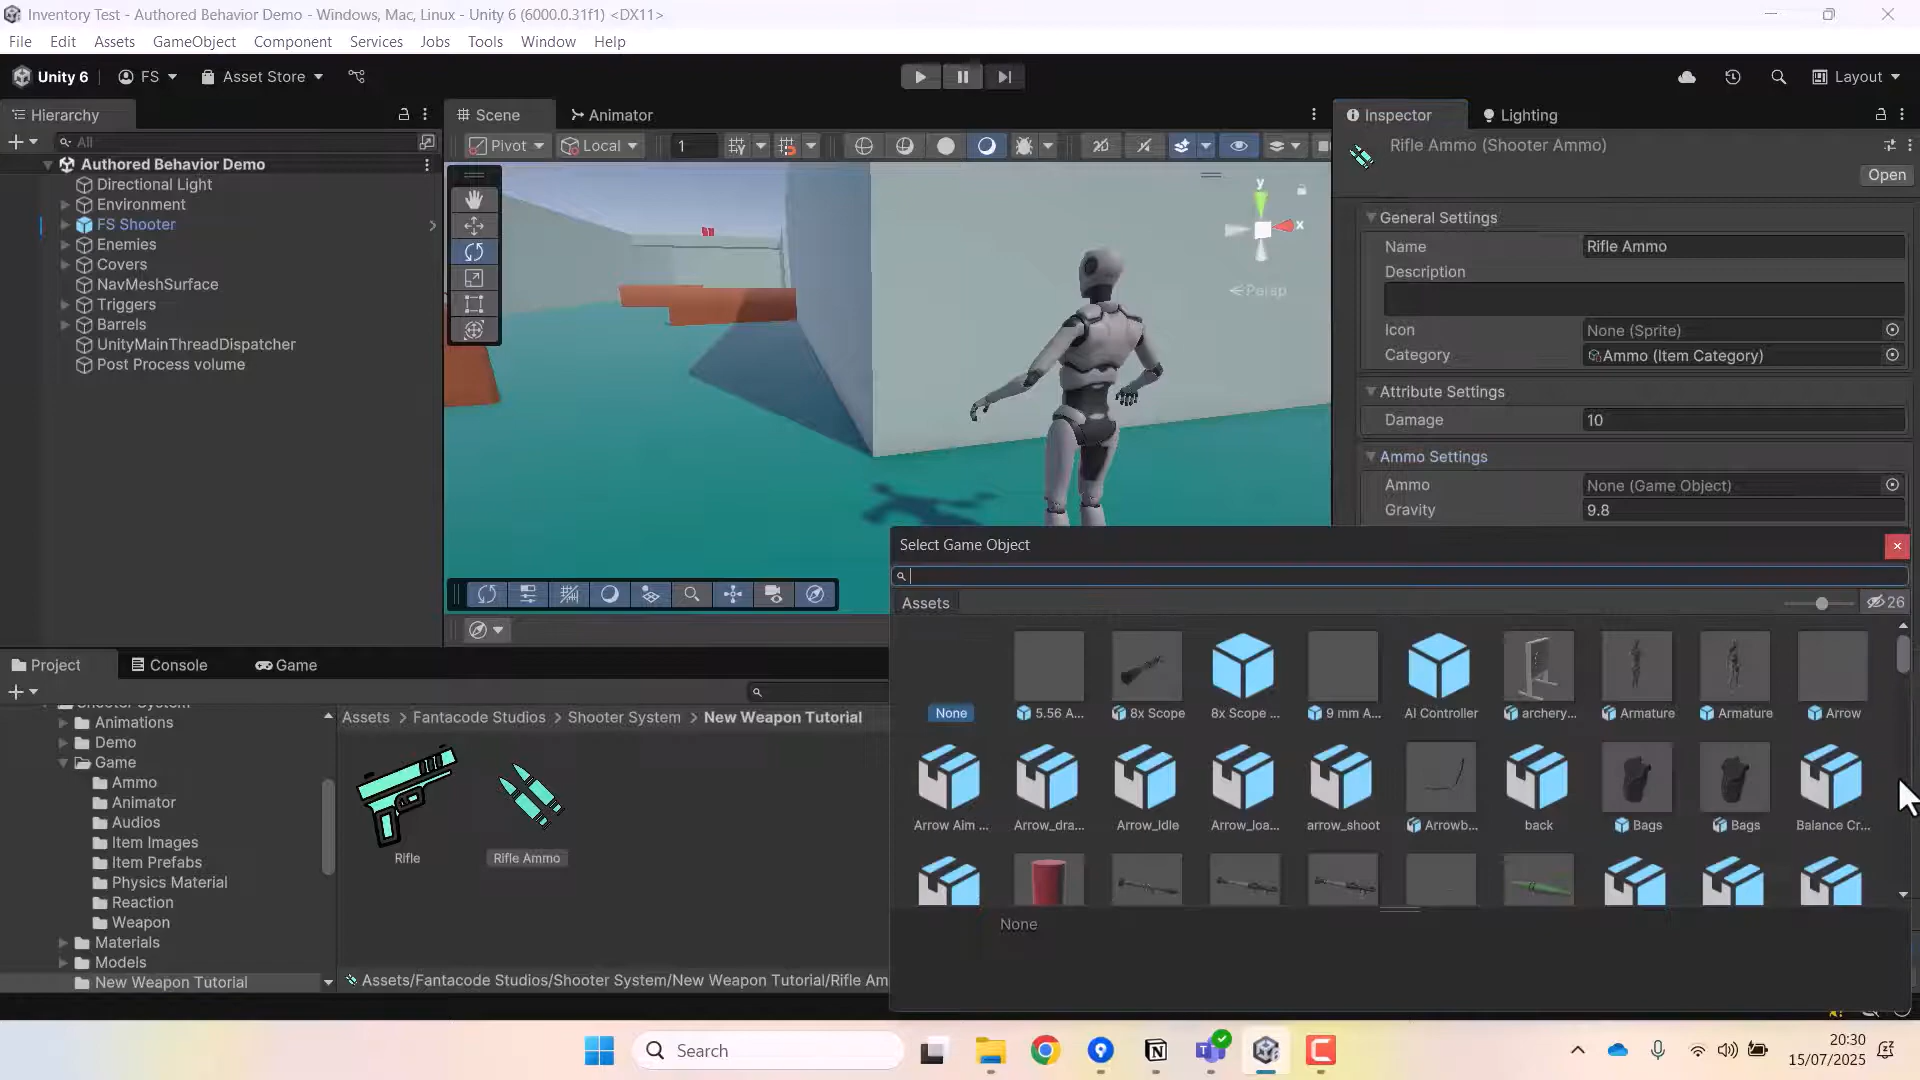 Inventory Test - Authored Behavior Demo - Windows, Mac, Linux - Unity 6 (6000.0.31f1) <DX11>
File Edit Assets GameObject Component Services Jobs Tools Window Help
Unity 6 FS Asset Store Layout
Hierarchy
All
Authored Behavior Demo
Directional Light
Environment
FS Shooter
Enemies
Covers
NavMeshSurface
Triggers
Barrels
UnityMainThreadDispatcher
Post Process volume
Scene Animator
Pivot Local 1 2D
y
x
Persp
Inspector Lighting
Rifle Ammo (Shooter Ammo)
Open
General Settings
Name Rifle Ammo
Description
Icon None (Sprite)
Category Ammo (Item Category)
Attribute Settings
Damage 10
Ammo Settings
Ammo None (Game Object)
Gravity 9.8
Select Game Object
Assets 26
None 5.56 A... 8x Scope 8x Scope ... 9 mm A... AI Controller archery... Armature Armature Arrow
Arrow Aim ... Arrow_dra... Arrow_Idle Arrow_loa... arrow_shoot Arrowb... back Bags Bags Balance Cr...
None
Project Console Game
Animations
Demo
Game
Ammo
Animator
Audios
Item Images
Item Prefabs
Physics Material
Reaction
Weapon
Materials
Models
New Weapon Tutorial
Assets > Fantacode Studios > Shooter System > New Weapon Tutorial
Rifle Rifle Ammo
Assets/Fantacode Studios/Shooter System/New Weapon Tutorial/Rifle Am
Search
20:30
15/07/2025